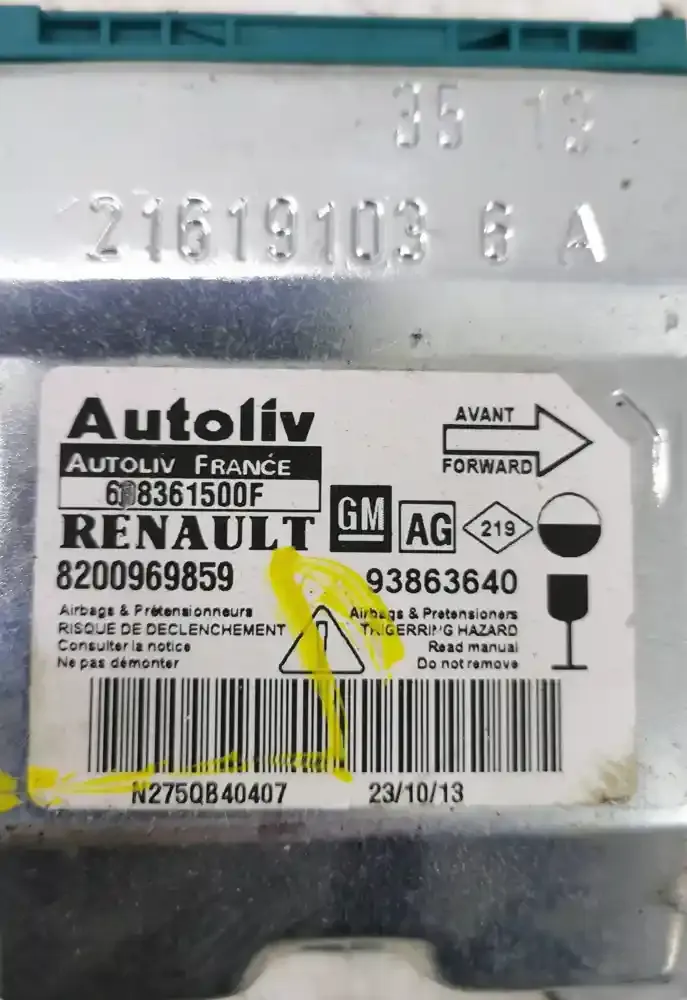 35 13
21619103 6 A
Autoliv
AUTOLIV FRANCE
608361500F
RENAULT GM AG 219
AVANT
FORWARD
8200969859 93863640
Airbags & Prétensionneurs Airbags & Pretensioners
RISQUE DE DECLENCHEMENT TRIGERRING HAZARD
Consulter la notice Read manual
Ne pas démonter Do not remove
N275QB40407 23/10/13